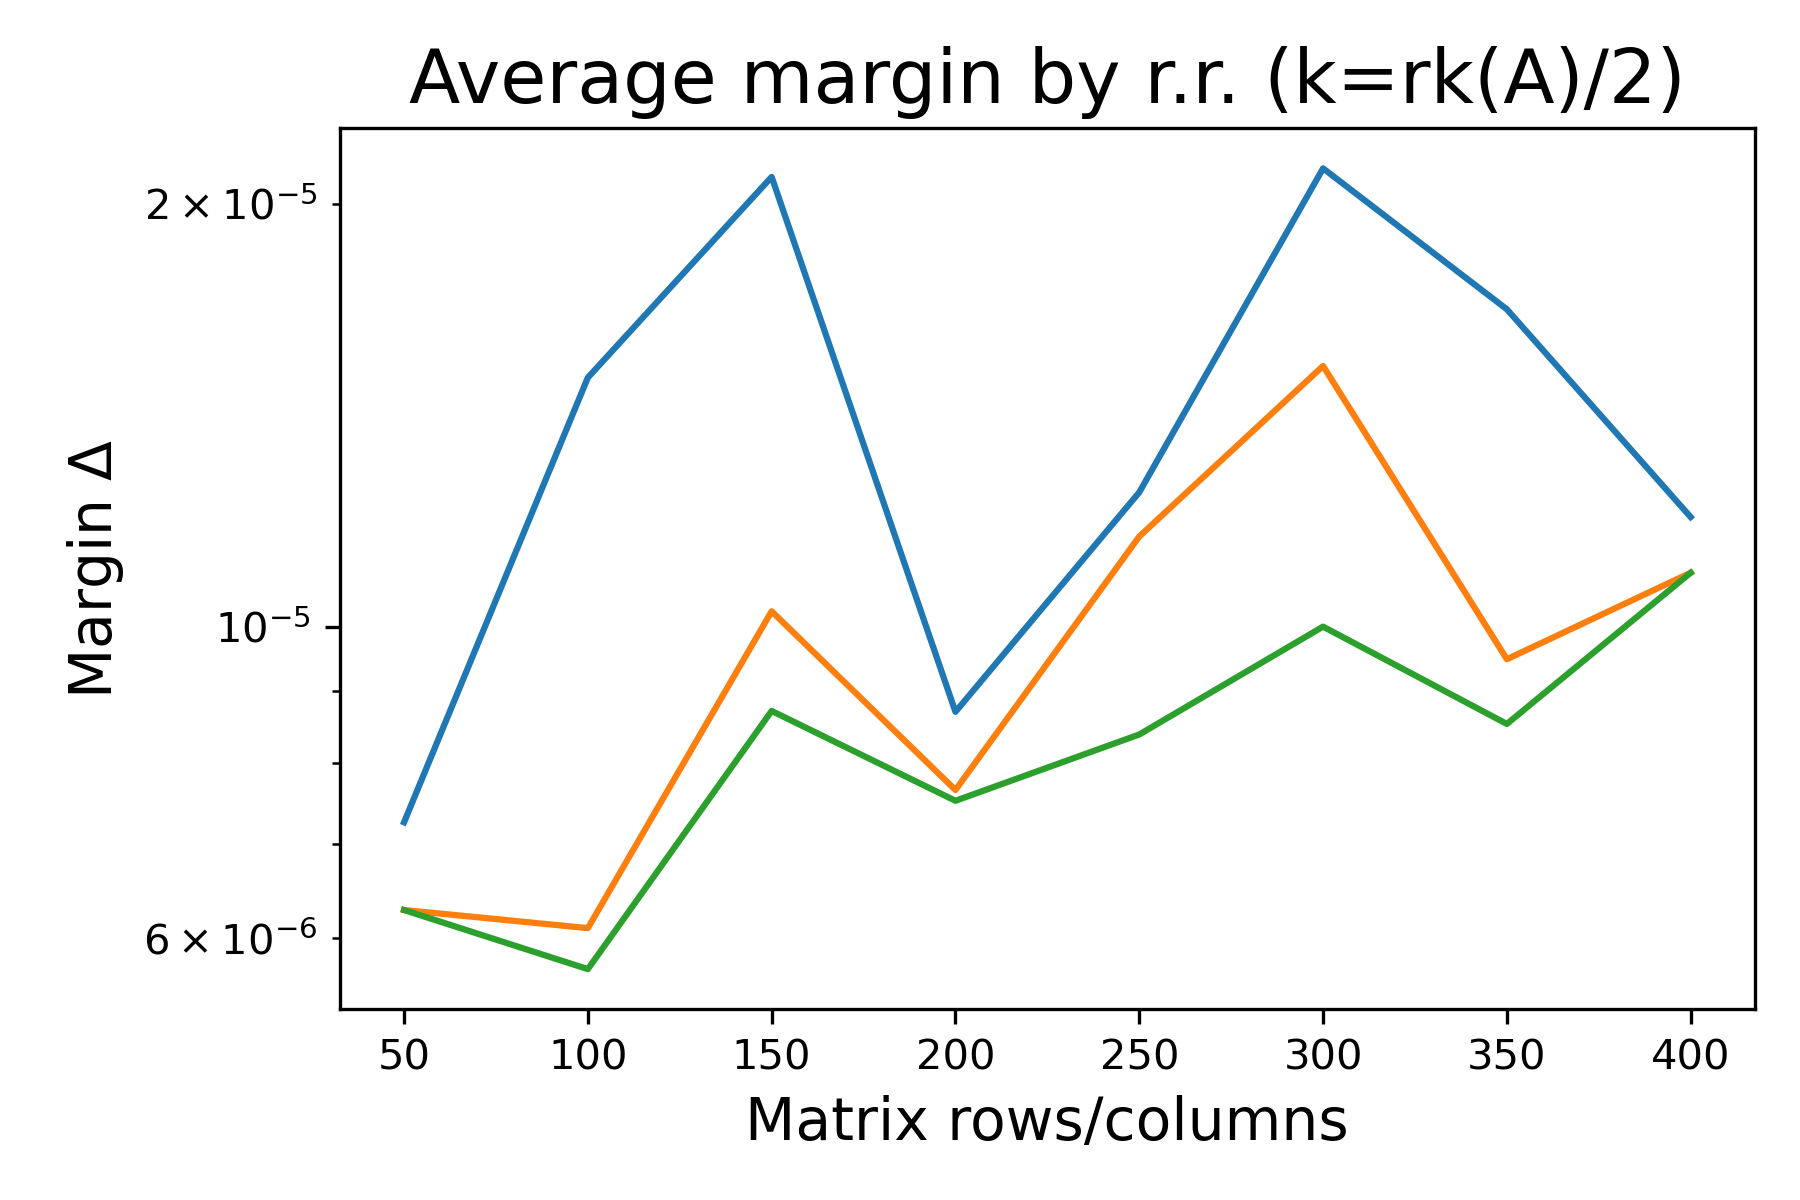 Average margin by r.r. (k=rk(A)/2)
Margin Δ
2 × 10⁻⁵
10⁻⁵
6 × 10⁻⁶
50 100 150 200 250 300 350 400
Matrix rows/columns